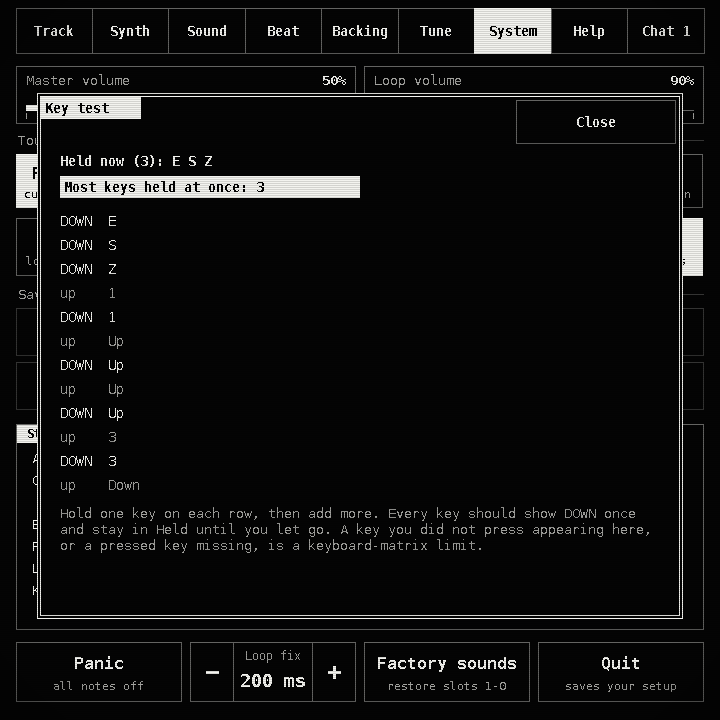 Track Synth Sound Beat Backing Tune System Help Chat 1
Master volume 50% Loop volume 90%
Key test
Close
Held now (3): E S Z
Most keys held at once: 3
DOWN E
DOWN S
DOWN Z
up 1
DOWN 1
up Up
DOWN Up
up Up
DOWN Up
up 3
DOWN 3
up Down
Hold one key on each row, then add more. Every key should show DOWN once
and stay in Held until you let go. A key you did not press appearing here,
or a pressed key missing, is a keyboard-matrix limit.
Panic
all notes off
− Loop fix +
200 ms
Factory sounds
restore slots 1-0
Quit
saves your setup